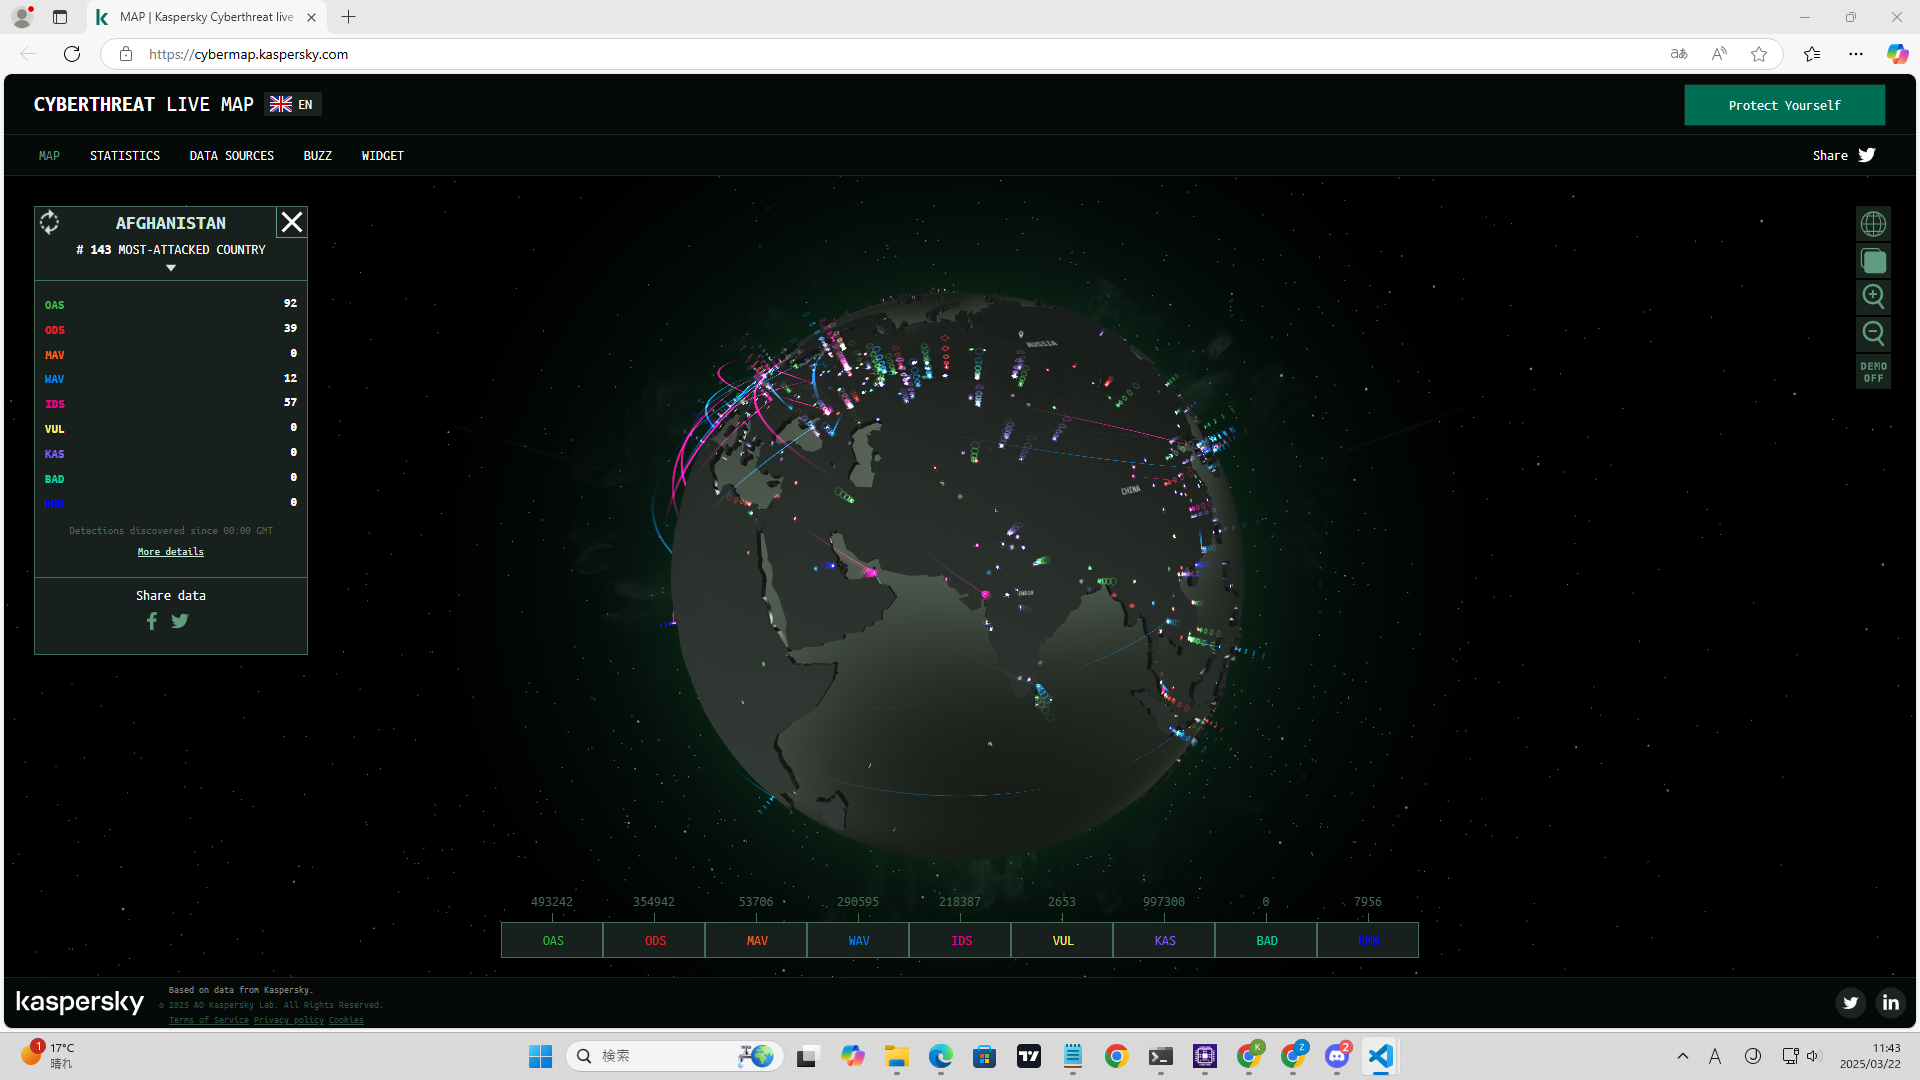 MAP | Kaspersky Cyberthreat live
https://cybermap.kaspersky.com
CYBERTHREAT LIVE MAP EN
Protect Yourself
MAP STATISTICS DATA SOURCES BUZZ WIDGET
Share
AFGHANISTAN
# 143 MOST-ATTACKED COUNTRY
OAS 92
ODS 39
MAV 0
WAV 12
IDS 57
VUL 0
KAS 0
BAD 0
RMW 0
Detections discovered since 00:00 GMT
More details
Share data
DEMO
OFF
RUSSIA
CHINA
INDIA
493242 354942 53706 290595 218387 2653 997300 0 7956
OAS ODS MAV WAV IDS VUL KAS BAD RMW
kaspersky
Based on data from Kaspersky.
© 2025 AO Kaspersky Lab. All Rights Reserved.
Terms of Service Privacy policy Cookies
1
17°C
晴れ
検索
K
Z
2
A
11:43
2025/03/22